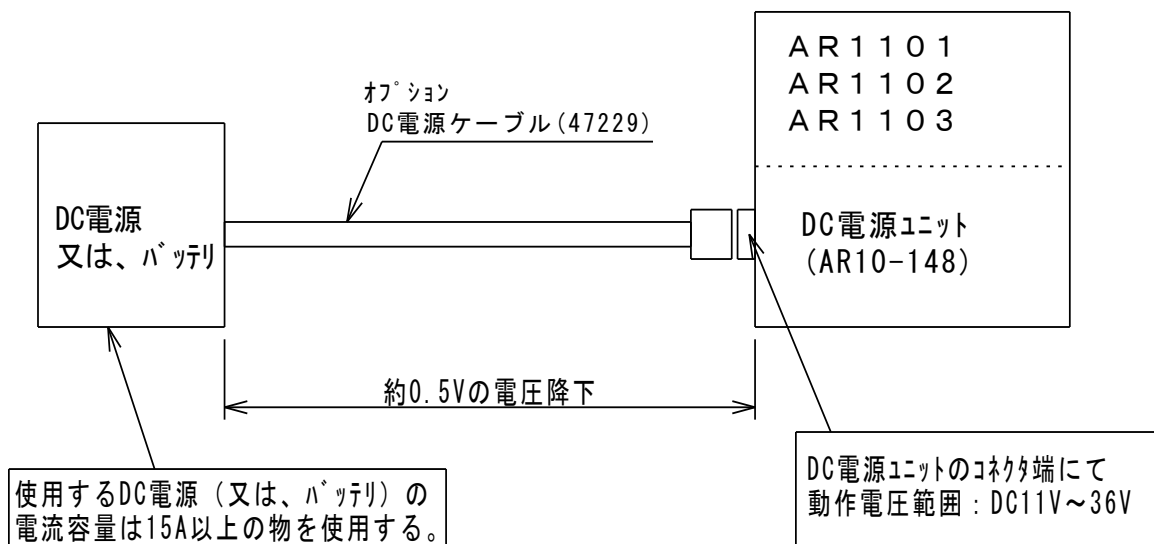 AR1101
AR1102
AR1103
オプション
DC電源ケーブル(47229)
DC電源
又は、バッテリ
DC電源ユニット
(AR10-148)
約0.5Vの電圧降下
使用するDC電源（又は、バッテリ）の
電流容量は15A以上の物を使用する。
DC電源ユニットのコネクタ端にて
動作電圧範囲：DC11V～36V